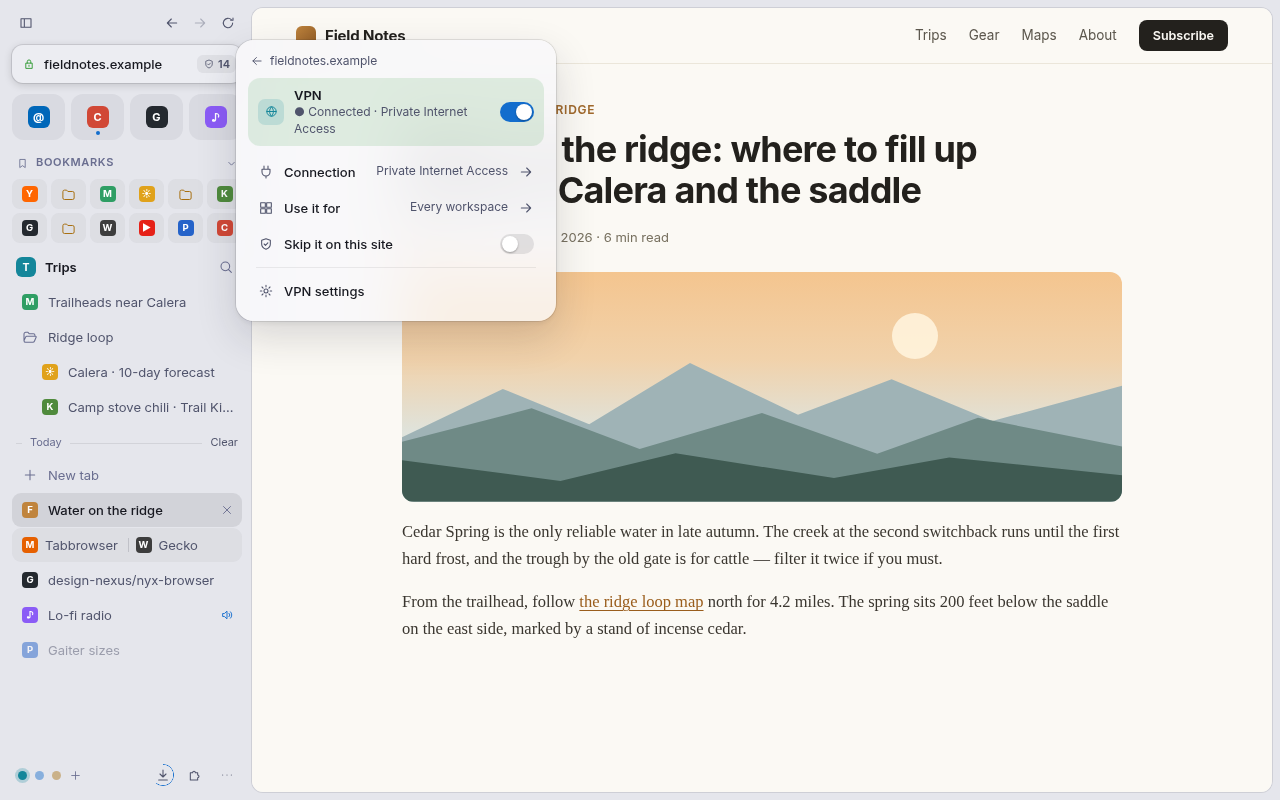 fieldnotes.example
14
@
C
G
BOOKMARKS
Y
M
K
G
W
P
C
T Trips
M Trailheads near Calera
Ridge loop
Calera · 10-day forecast
K Camp stove chili · Trail Ki...
Today
Clear
New tab
F Water on the ridge
M Tabbrowser
W Gecko
G design-nexus/nyx-browser
Lo-fi radio
P Gaiter sizes
fieldnotes.example
VPN
Connected · Private Internet
Access
Connection Private Internet Access
Use it for Every workspace
Skip it on this site
VPN settings
Field Notes
Trips
Gear
Maps
About
Subscribe
RIDGE
the ridge: where to fill up
Calera and the saddle
2026 · 6 min read
Cedar Spring is the only reliable water in late autumn. The creek at the second switchback runs until the first
hard frost, and the trough by the old gate is for cattle — filter it twice if you must.
From the trailhead, follow the ridge loop map north for 4.2 miles. The spring sits 200 feet below the saddle
on the east side, marked by a stand of incense cedar.